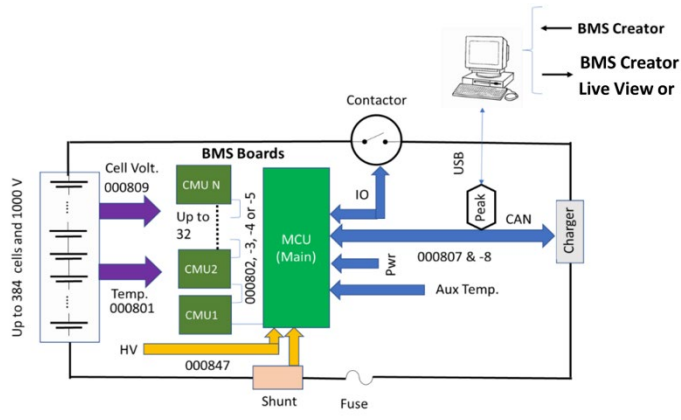 BMS Creator
BMS Creator
Live View or
Contactor
BMS Boards
Cell Volt.
000809
CMU N
Up to
32
000802, -3, -4 or -5
CMU2
CMU1
MCU
(Main)
IO
USB
Peak
CAN
000807 & -8
Charger
Pwr
Aux Temp.
Up to 384 cells and 1000 V
Temp.
000801
HV
000847
Shunt
Fuse